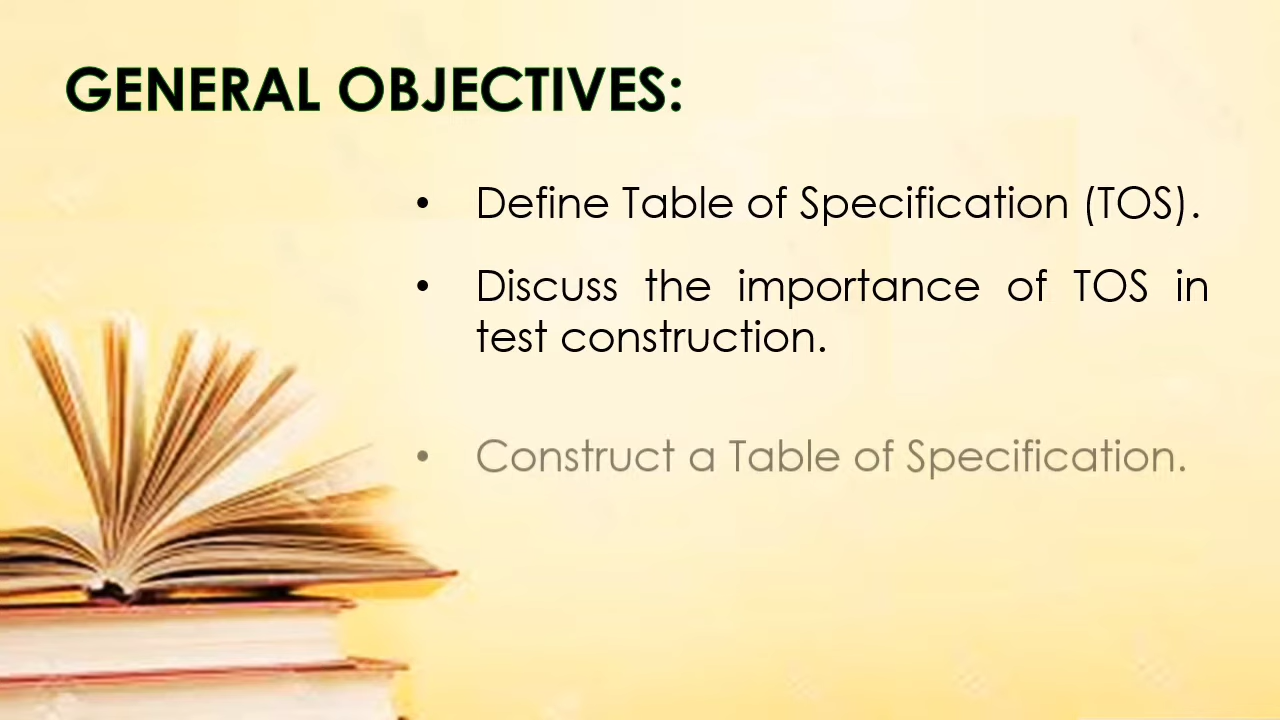 GENERAL OBJECTIVES:
• Define Table of Specification (TOS).
• Discuss the importance of TOS in
test construction.
• Construct a Table of Specification.